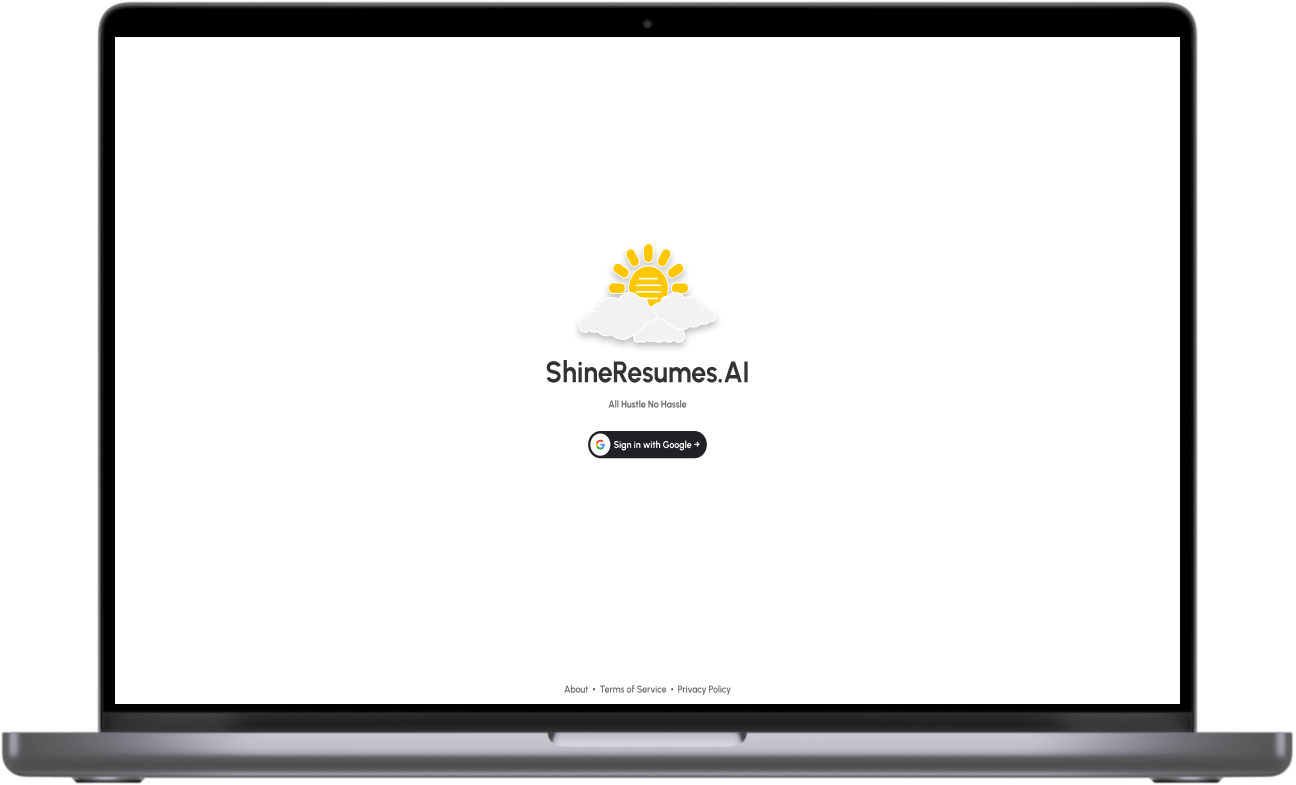 ShineResumes.AI
All Hustle No Hassle
G Sign in with Google →
About • Terms of Service • Privacy Policy